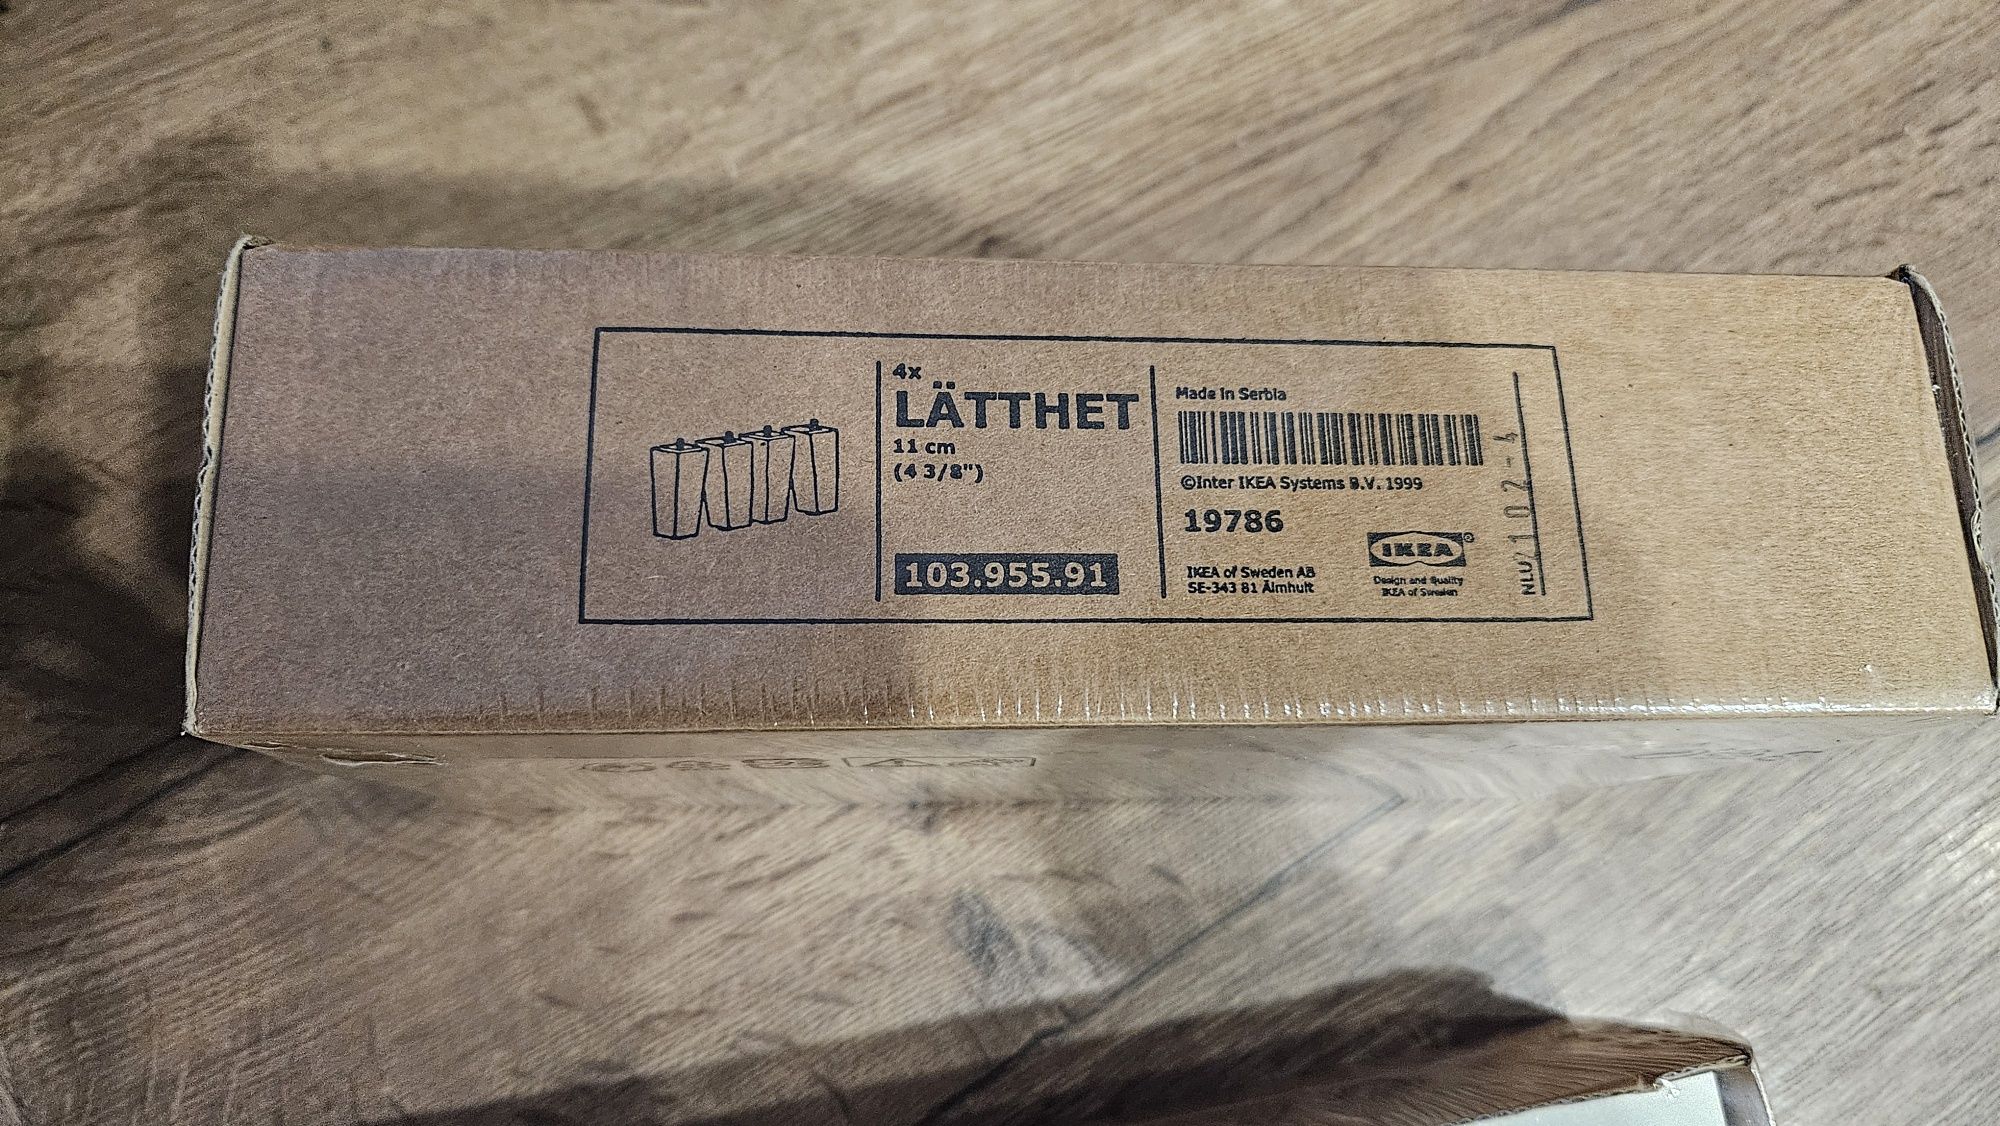 4x
LÄTTHET
11 cm
(4 3/8")
103.955.91
Made in Serbia
©Inter IKEA Systems B.V. 1999
19786
IKEA of Sweden AB
SE-343 81 Älmhult
IKEA®
Design and Quality
IKEA of Sweden